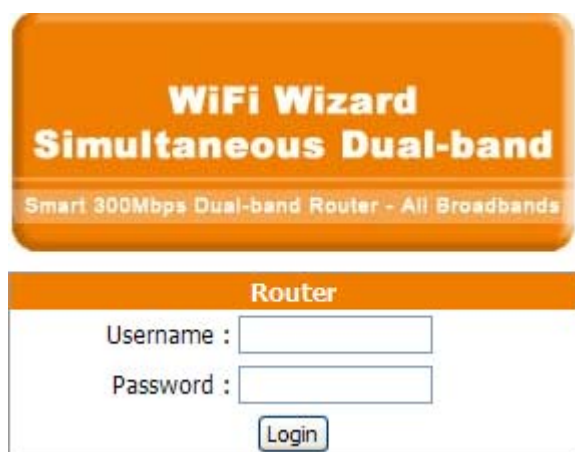 WiFi Wizard
Simultaneous Dual-band
Smart 300Mbps Dual-band Router - All Broadbands
Router
Username :
Password :
Login